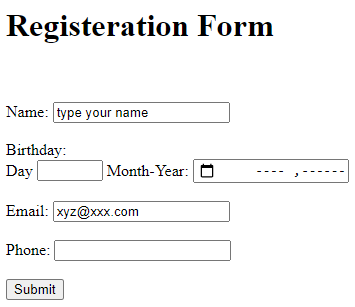 Registeration Form
Name: type your name
Birthday:
Day Month-Year: ---- ,------
Email: xyz@xxx.com
Phone:
Submit